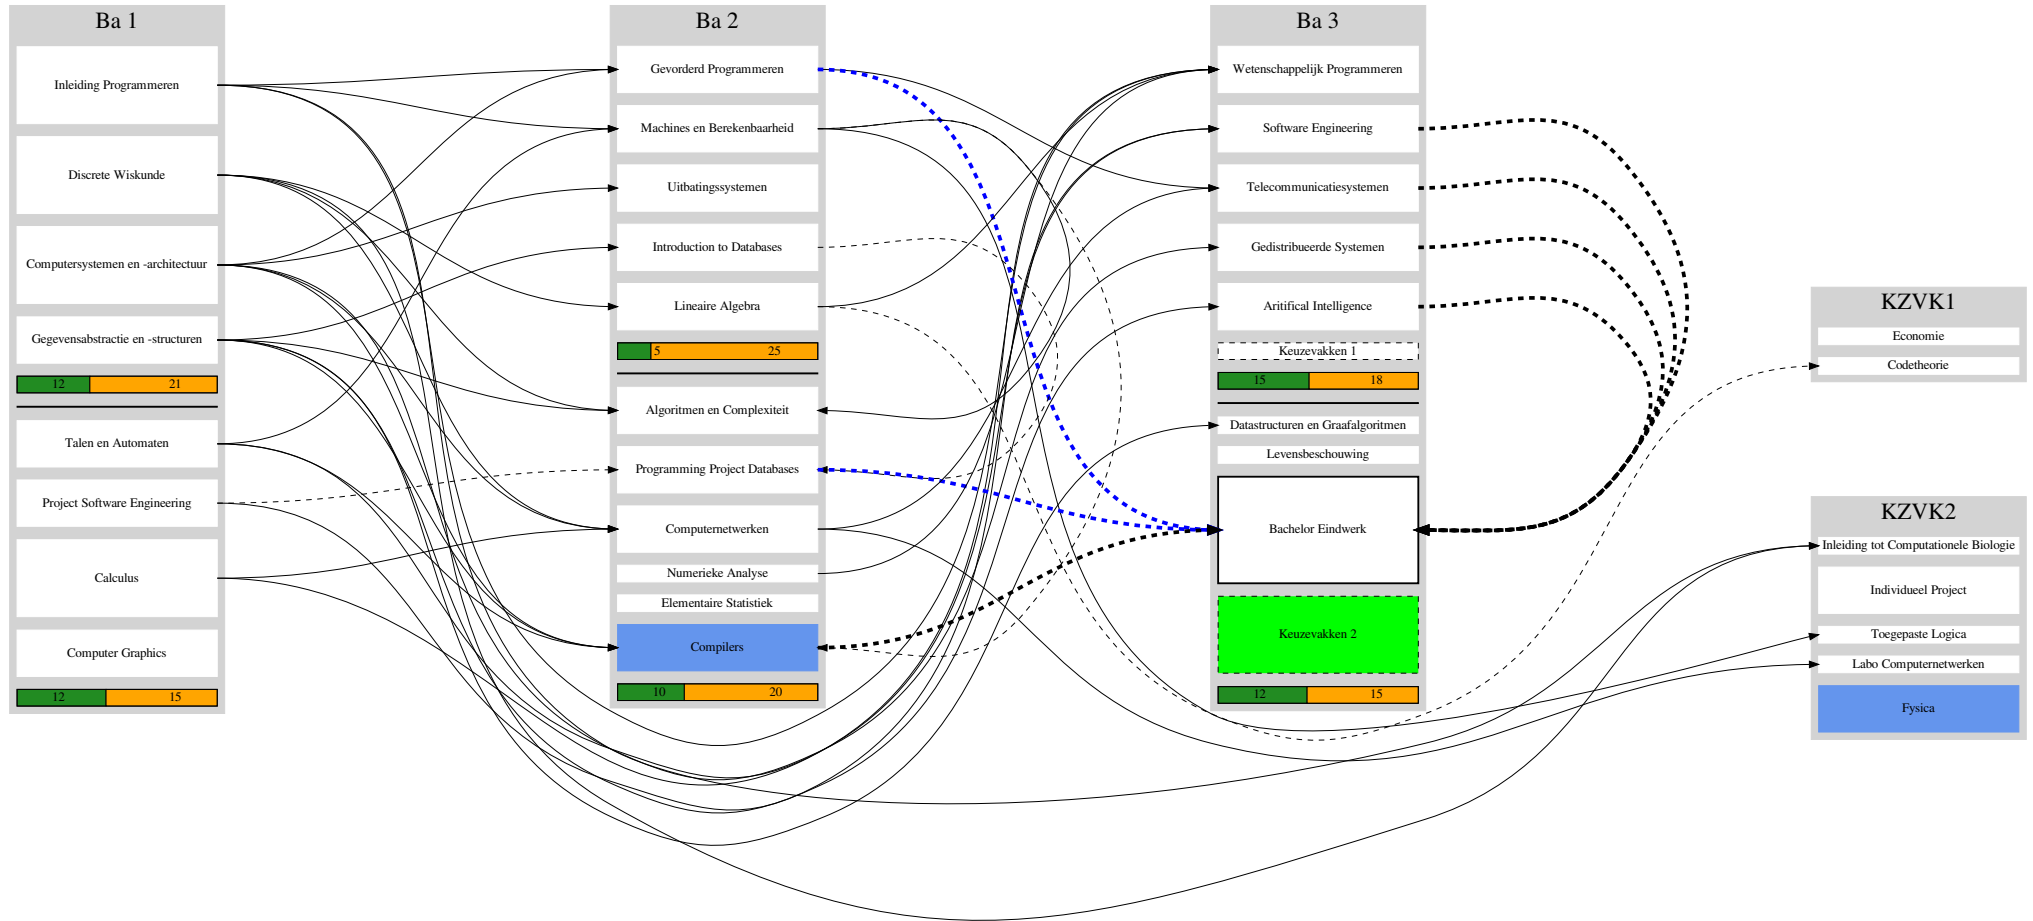 Ba 1
Inleiding Programmeren
Discrete Wiskunde
Computersystemen en -architectuur
Gegevensabstractie en -structuren
12 21
Talen en Automaten
Project Software Engineering
Calculus
Computer Graphics
12 15
Ba 2
Gevorderd Programmeren
Machines en Berekenbaarheid
Uitbatingssystemen
Introduction to Databases
Lineaire Algebra
5 25
Algoritmen en Complexiteit
Programming Project Databases
Computernetwerken
Numerieke Analyse
Elementaire Statistiek
Compilers
10 20
Ba 3
Wetenschappelijk Programmeren
Software Engineering
Telecommunicatiesystemen
Gedistribueerde Systemen
Aritifical Intelligence
Keuzevakken 1
15 18
Datastructuren en Graafalgoritmen
Levensbeschouwing
Bachelor Eindwerk
Keuzevakken 2
12 15
KZVK1
Economie
Codetheorie
KZVK2
Inleiding tot Computationele Biologie
Individueel Project
Toegepaste Logica
Labo Computernetwerken
Fysica